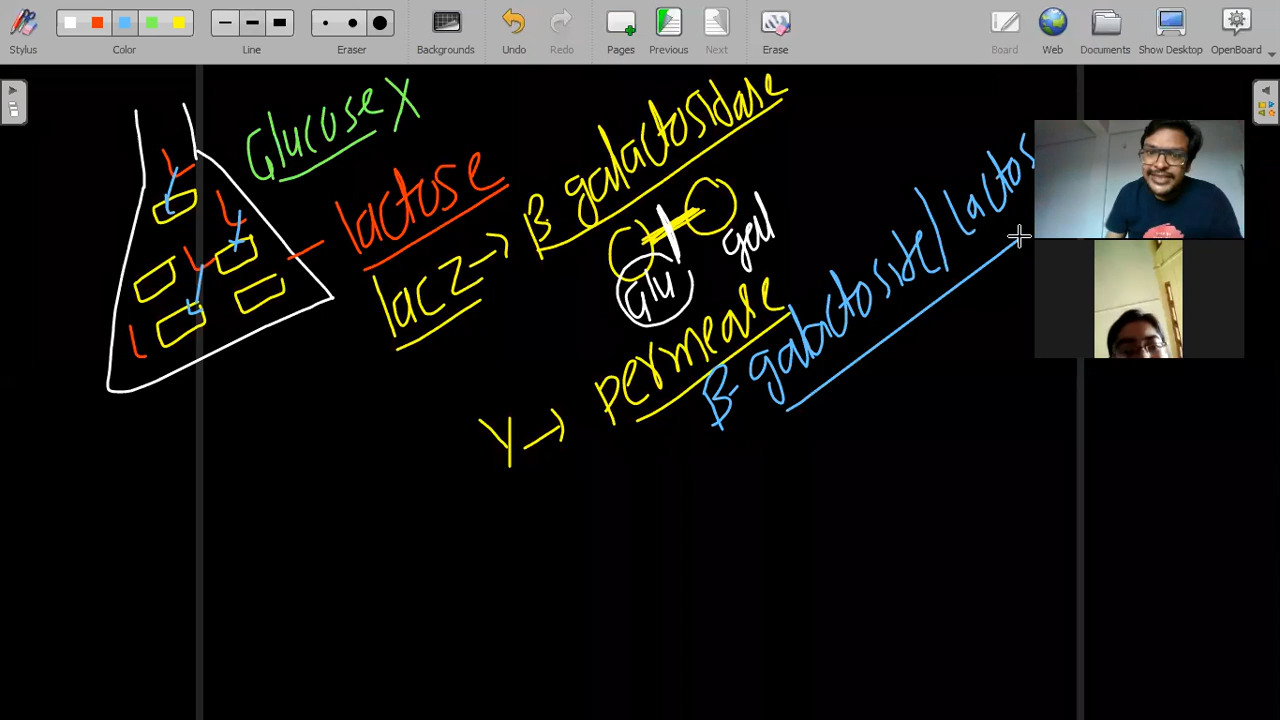 Stylus
Color
Line
Eraser
Backgrounds
Undo
Redo
Pages
Previous
Next
Erase
Board
Web
Documents
Show Desktop
OpenBoard
Glucose X
L
L
L
L
lactose
lac Z → β galactosidase
Glu
gal
Y → permease
β-galactoside/lactos